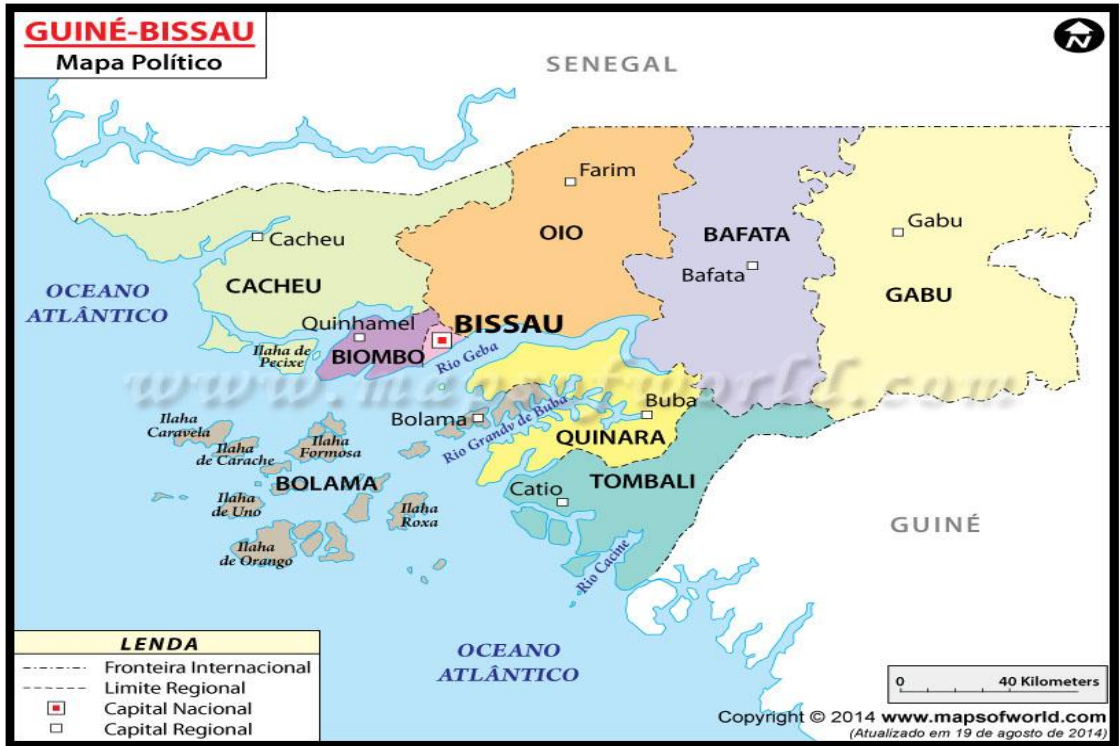 GUINÉ-BISSAU
Mapa Político
N
SENEGAL
Farim
OIO
Gabu
BAFATA
Cacheu
Bafata
CACHEU
GABU
OCEANO
ATLÂNTICO
Quinhamel
BISSAU
BIOMBO
Ilaha de
Pecixe
Rio Geba
www.mapsofworld.com
Buba
Bolama
Rio Grandv de Buba
QUINARA
Ilaha
Caravela
Ilaha
de Carache
Ilaha
Formosa
BOLAMA
TOMBALI
Catio
Ilaha
de Uno
Ilaha
Roxa
GUINÉ
Ilaha
de Orango
Rio Cacine
OCEANO
ATLÂNTICO
LENDA
Fronteira Internacional
Limite Regional
Capital Nacional
Capital Regional
0 40 Kilometers
Copyright © 2014 www.mapsofworld.com
(Atualizado em 19 de agosto de 2014)